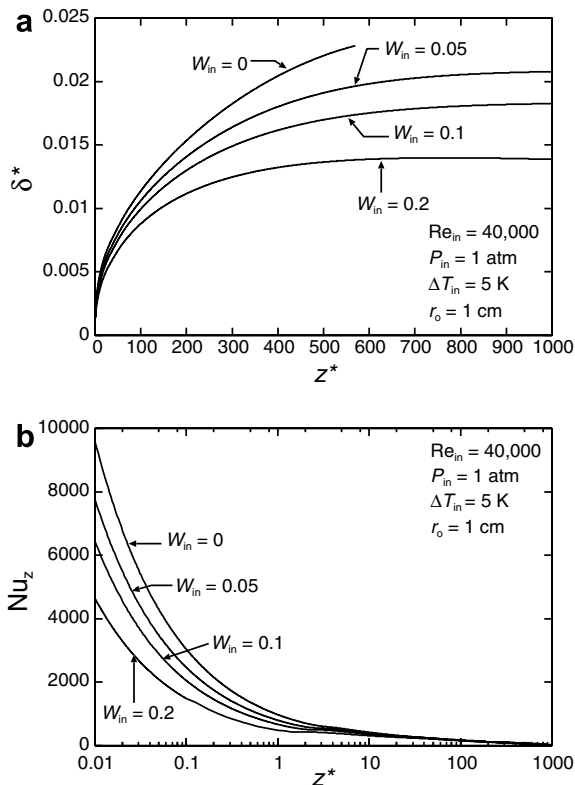 a
0.025
0.02
0.015
0.01
0.005
0
δ*
W_in = 0
W_in = 0.05
W_in = 0.1
W_in = 0.2
Re_in = 40,000
P_in = 1 atm
ΔT_in = 5 K
r_o = 1 cm
0 100 200 300 400 500 600 700 800 900 1000
z*
b
10000
8000
6000
4000
2000
0
Nu_z
Re_in = 40,000
P_in = 1 atm
ΔT_in = 5 K
r_o = 1 cm
W_in = 0
W_in = 0.05
W_in = 0.1
W_in = 0.2
0.01 0.1 1 10 100 1000
z*